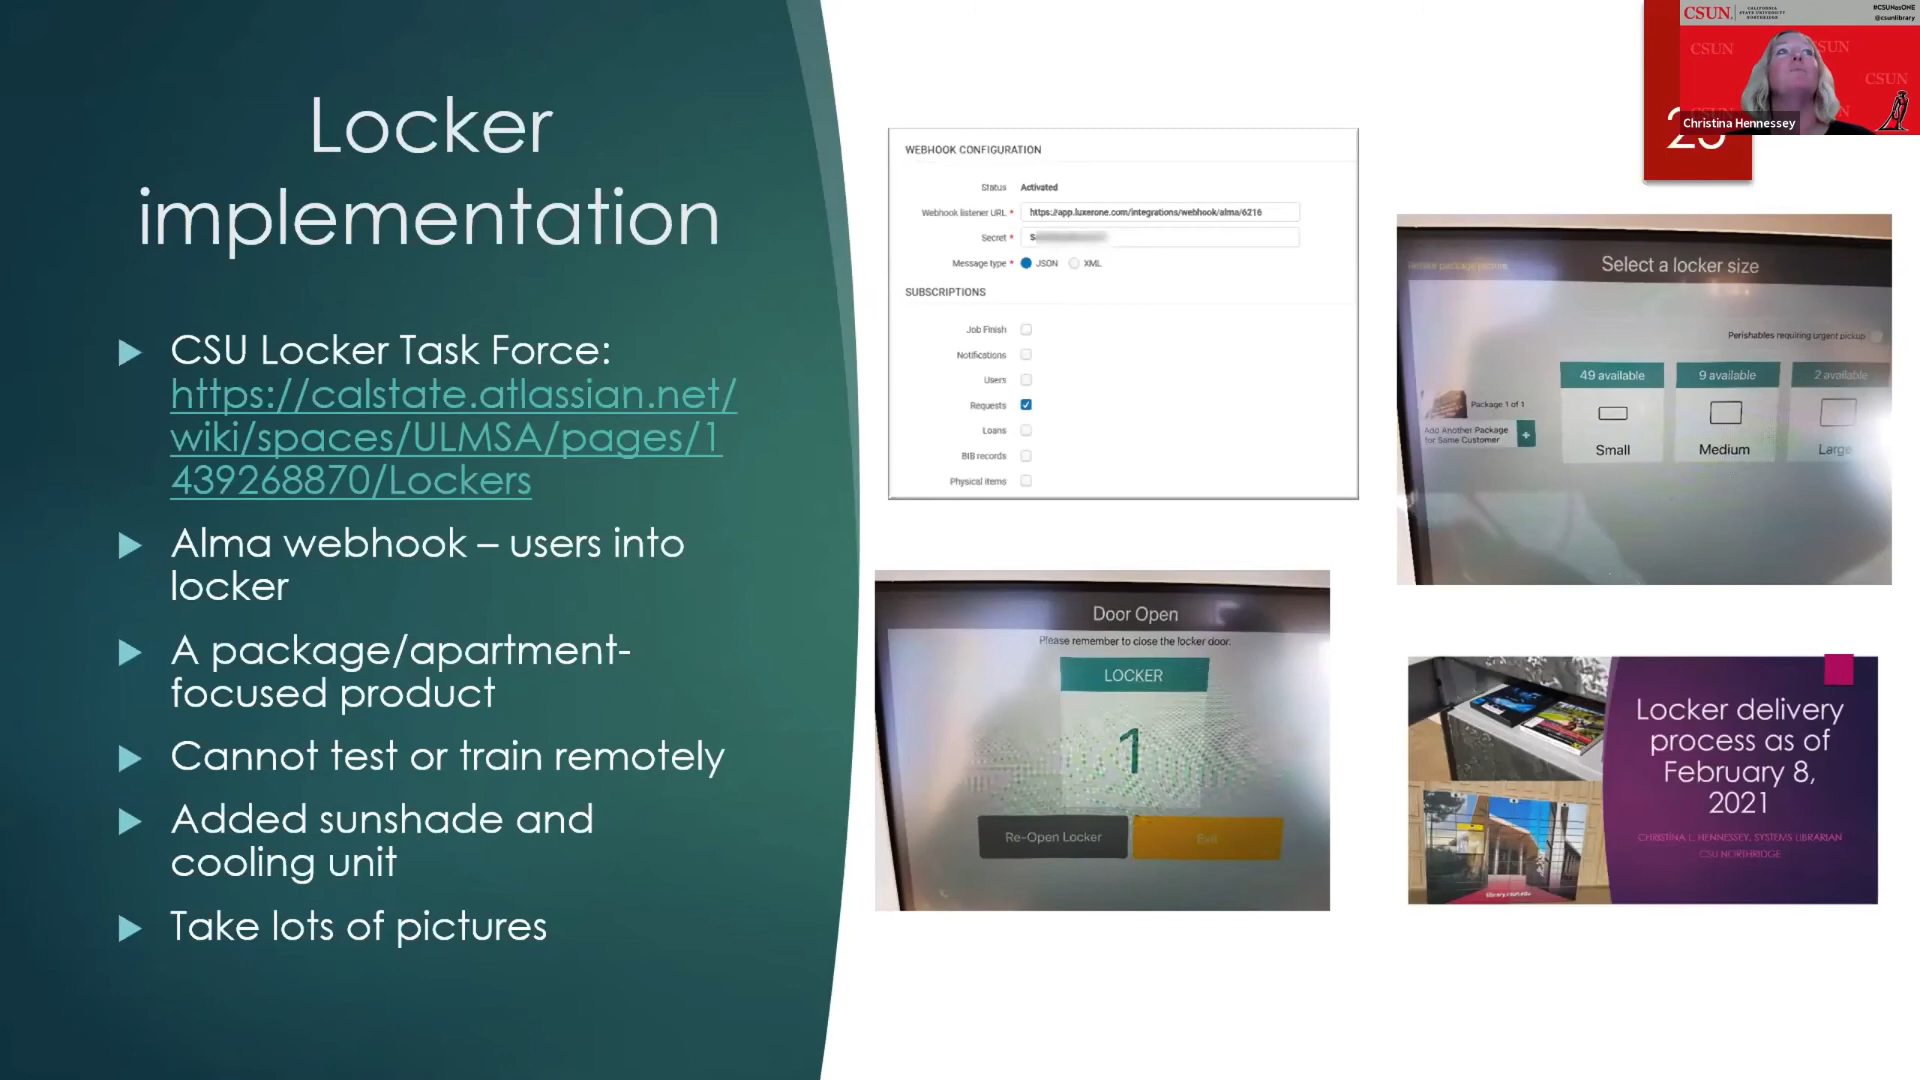 Locker
implementation
CSU Locker Task Force:
https://calstate.atlassian.net/
wiki/spaces/ULMSA/pages/1
439268870/Lockers
Alma webhook – users into
locker
A package/apartment-
focused product
Cannot test or train remotely
Added sunshade and
cooling unit
Take lots of pictures
WEBHOOK CONFIGURATION
Status Activated
Webhook listener URL * https://app.luxerone.com/integrations/webhook/alma/6216
Secret * S
Message type * JSON XML
SUBSCRIPTIONS
Job Finish
Notifications
Users
Requests
Loans
BIB records
Physical items
Door Open
Please remember to close the locker door.
LOCKER
1
Re-Open Locker
Exit
CSUN. CALIFORNIA
STATE UNIVERSITY
NORTHRIDGE
#CSUNasONE
@csunlibrary
CSUN
CSUN
CSUN
Christina Hennessey
Select a locker size
Perishables requiring urgent pickup
49 available
9 available
2 available
Package 1 of 1
Add Another Package
for Same Customer
+
Small
Medium
Large
Locker delivery
process as of
February 8,
2021
CHRISTINA L. HENNESSEY, SYSTEMS LIBRARIAN
CSU NORTHRIDGE
library.csun.edu